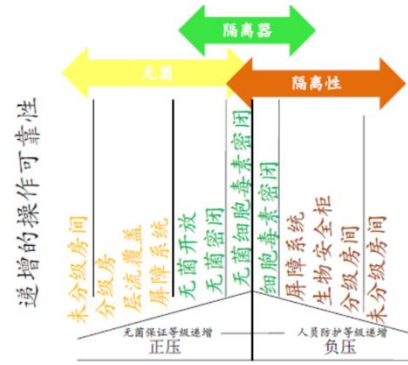 隔离器
无菌
隔离性
递增的操作可靠性
未分级房间
分级房
层流覆盖
屏障系统
无菌开放
无菌密闭
无菌细胞毒素密闭
细胞毒素密闭
屏障系统
生物安全柜
分级房间
未分级房间
无菌保证等级递增
人员防护等级递增
正压
负压